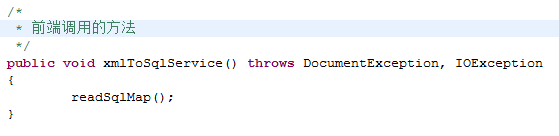 /*
 * 前端调用的方法
 */
public void xmlToSqlService() throws DocumentException, IOException
{
        readSqlMap();
}